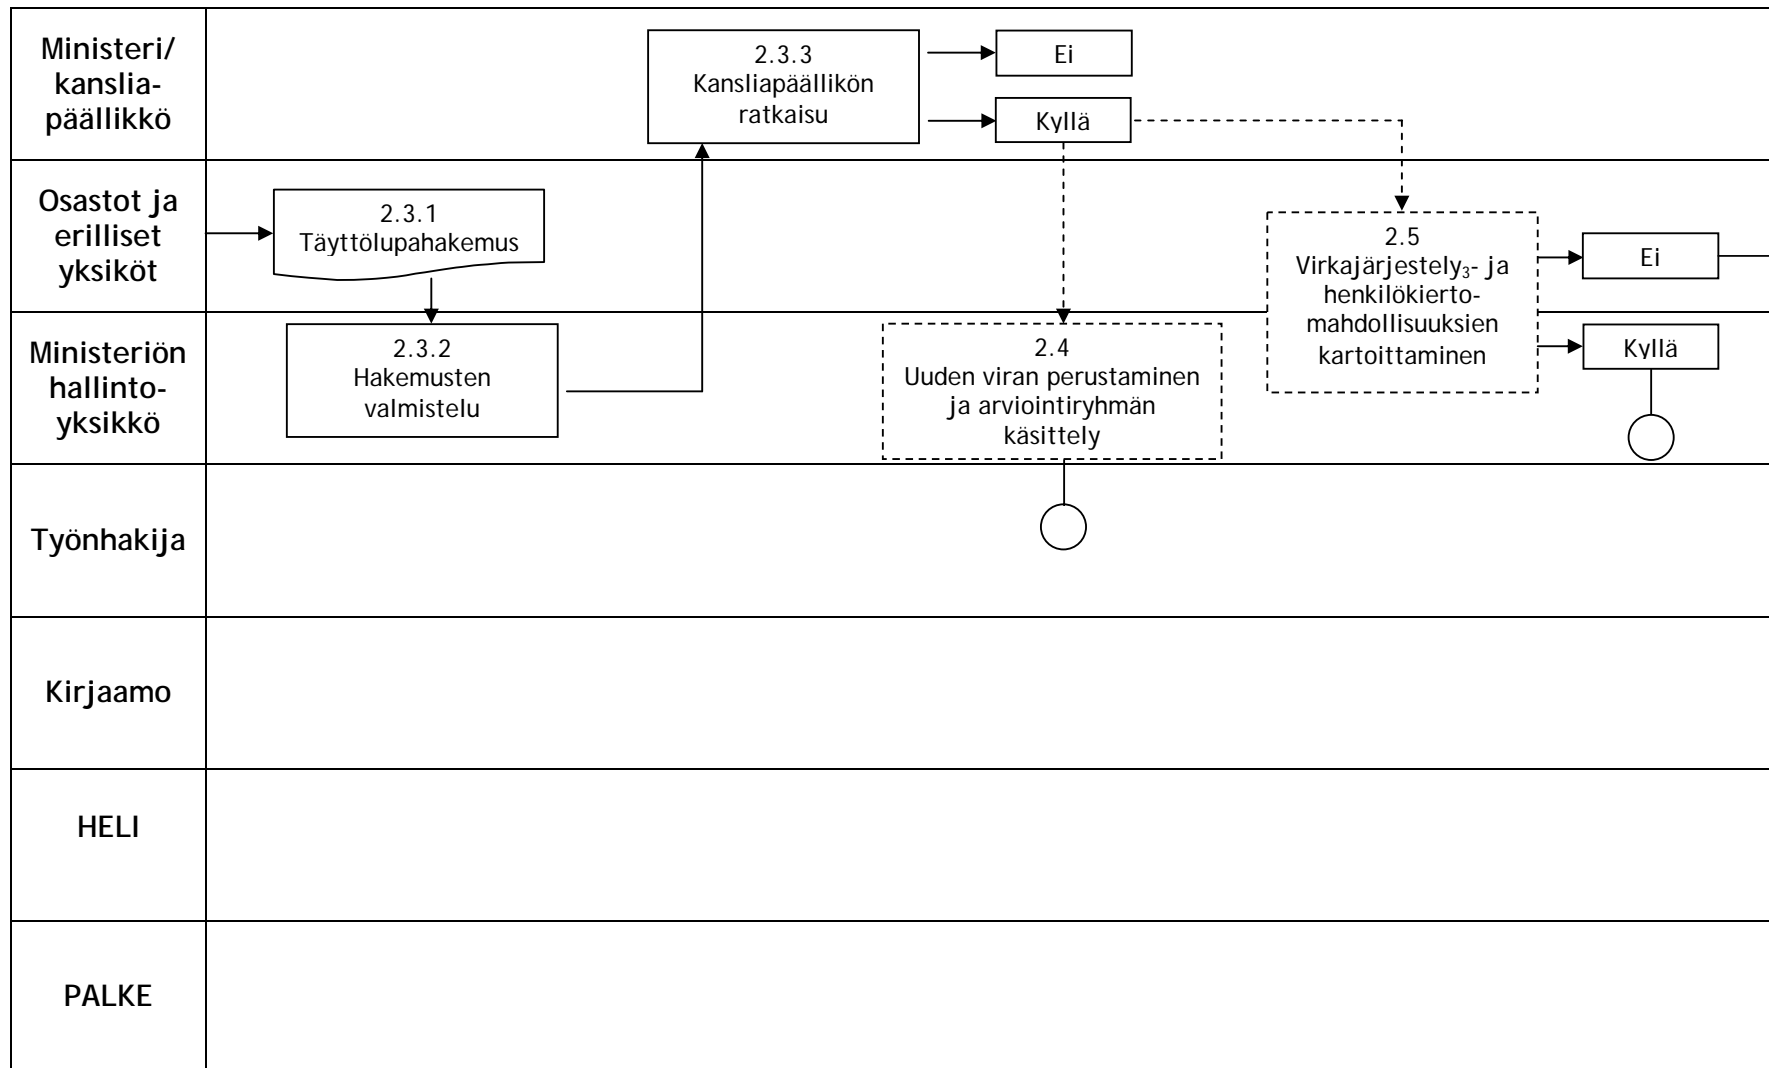 Ministeri/
kanslia-
päällikkö
2.3.3
Kansliapäällikön
ratkaisu
Ei
Kyllä
Osastot ja
erilliset
yksiköt
2.3.1
Täyttölupahakemus
2.5
Virkajärjestely₃- ja
henkilökierto-
mahdollisuuksien
kartoittaminen
Ei
Kyllä
Ministeriön
hallinto-
yksikkö
2.3.2
Hakemusten
valmistelu
2.4
Uuden viran perustaminen
ja arviointiryhmän
käsittely
Työnhakija
Kirjaamo
HELI
PALKE